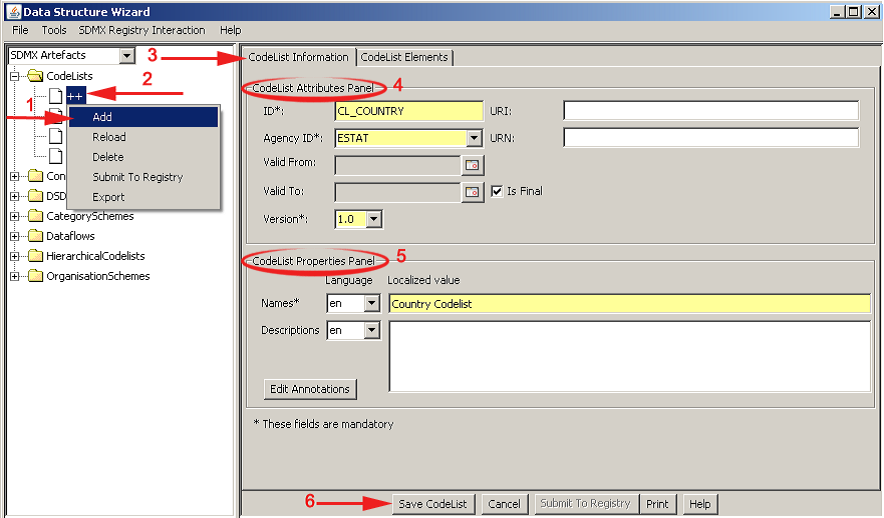 Data Structure Wizard
File Tools SDMX Registry Interaction Help
SDMX Artefacts
CodeLists
++
1
2
3
Add
Reload
Delete
Submit To Registry
Export
Con
DSD
CategorySchemes
Dataflows
HierarchicalCodelists
OrganisationSchemes
CodeList Information CodeList Elements
CodeList Attributes Panel 4
ID*: CL_COUNTRY URI:
Agency ID*: ESTAT URN:
Valid From:
Valid To: Is Final
Version*: 1.0
CodeList Properties Panel 5
Language Localized value
Names* en Country Codelist
Descriptions en
Edit Annotations
* These fields are mandatory
6 Save CodeList Cancel Submit To Registry Print Help